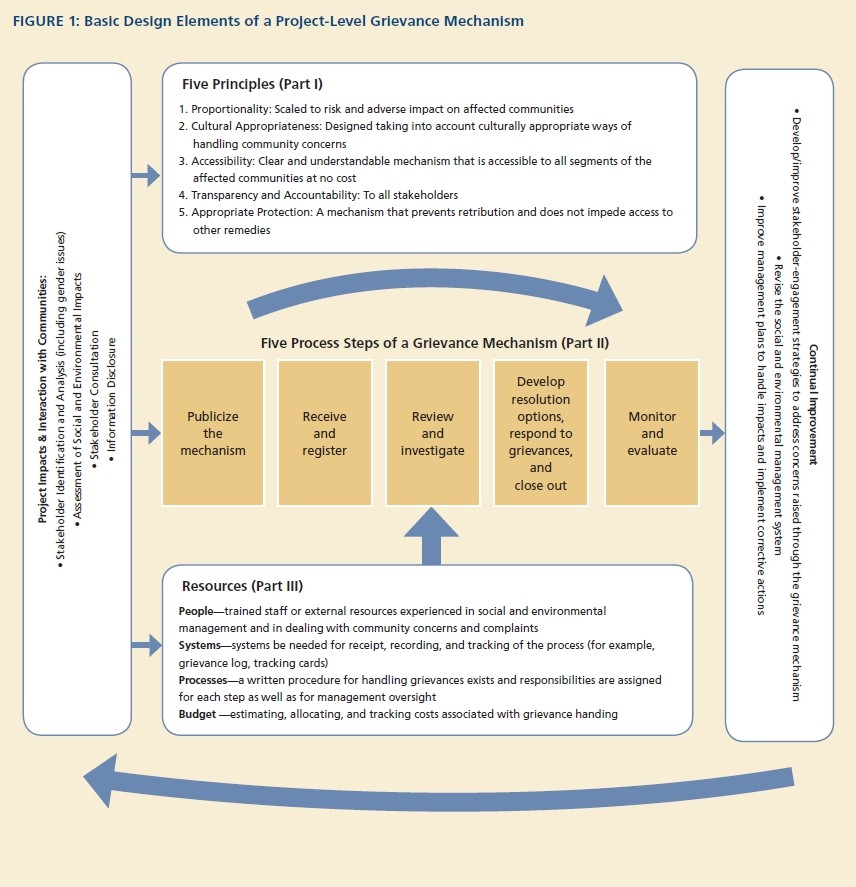 FIGURE 1: Basic Design Elements of a Project-Level Grievance Mechanism
Project Impacts & Interaction with Communities:
• Stakeholder Identification and Analysis (including gender issues)
• Assessment of Social and Environmental Impacts
• Stakeholder Consultation
• Information Disclosure
Five Principles (Part I)
1. Proportionality: Scaled to risk and adverse impact on affected communities
2. Cultural Appropriateness: Designed taking into account culturally appropriate ways of
handling community concerns
3. Accessibility: Clear and understandable mechanism that is accessible to all segments of the
affected communities at no cost
4. Transparency and Accountability: To all stakeholders
5. Appropriate Protection: A mechanism that prevents retribution and does not impede access to
other remedies
Five Process Steps of a Grievance Mechanism (Part II)
Publicize
the
mechanism
Receive
and
register
Review
and
investigate
Develop
resolution
options,
respond to
grievances,
and
close out
Monitor
and
evaluate
Resources (Part III)
People—trained staff or external resources experienced in social and environmental
management and in dealing with community concerns and complaints
Systems—systems be needed for receipt, recording, and tracking of the process (for example,
grievance log, tracking cards)
Processes—a written procedure for handling grievances exists and responsibilities are assigned
for each step as well as for management oversight
Budget —estimating, allocating, and tracking costs associated with grievance handing
Continual Improvement
• Develop/improve stakeholder-engagement strategies to address concerns raised through the grievance mechanism
• Revise the social and environmental management system
• Improve management plans to handle impacts and implement corrective actions